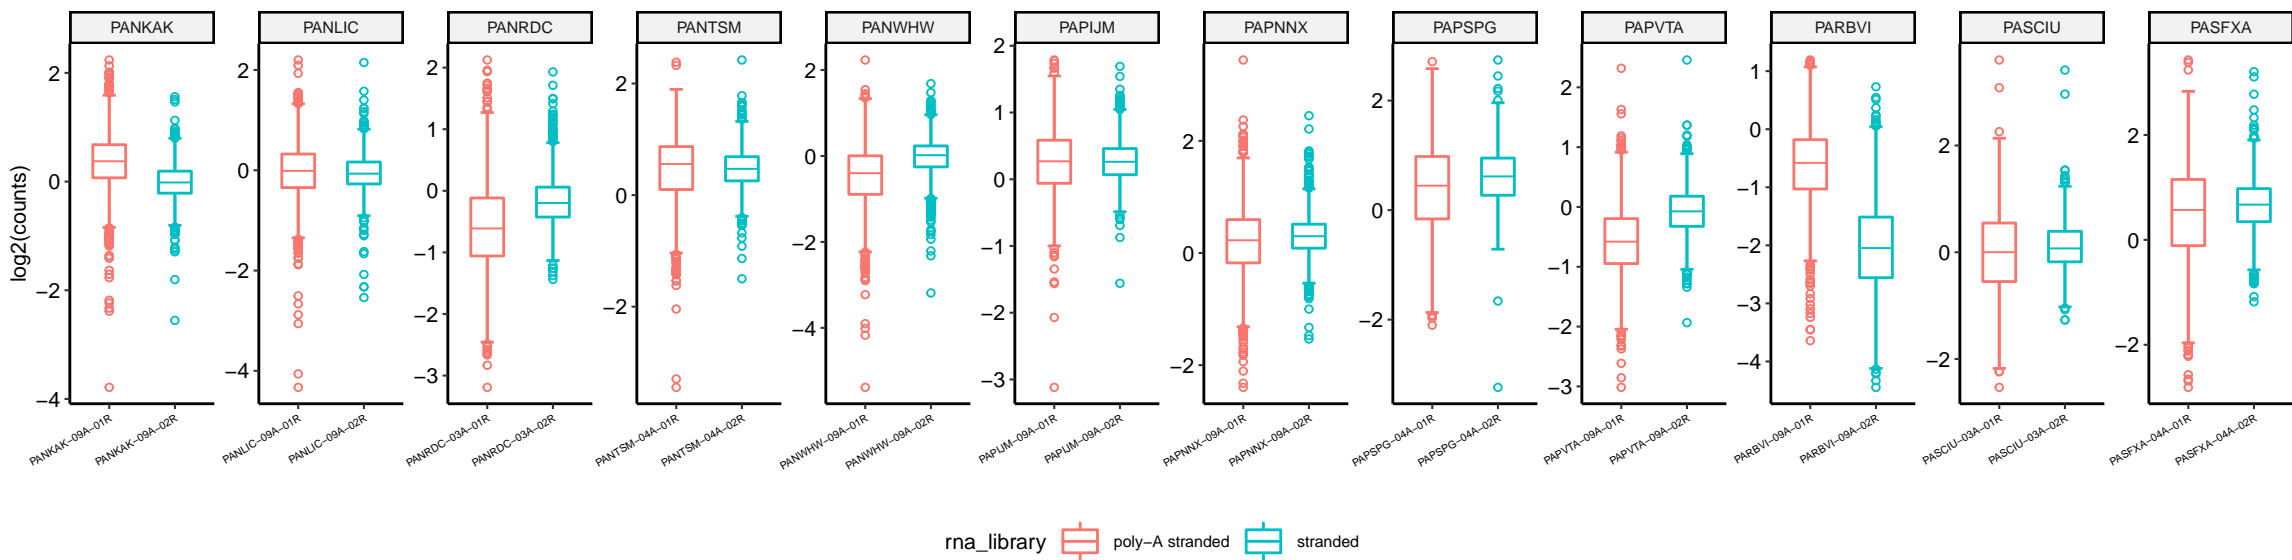 PANKAK PANLIC PANRDC PANTSM PANWHW PAPIJM PAPNNX PAPSPG PAPVTA PARBVI PASCIU PASFXA
log2(counts)
2 0 −2 −4
2 0 −2 −4
2 1 0 −1 −2 −3
2 0 −2
2 0 −2 −4
2 1 0 −1 −2 −3
2 0 −2
2 0 −2
2 1 0 −1 −2 −3
1 0 −1 −2 −3 −4
2 0 −2
2 0 −2
PANKAK−09A−01R PANKAK−09A−02R
PANLIC−09A−01R PANLIC−09A−02R
PANRDC−03A−01R PANRDC−03A−02R
PANTSM−04A−01R PANTSM−04A−02R
PANWHW−09A−01R PANWHW−09A−02R
PAPIJM−09A−01R PAPIJM−09A−02R
PAPNNX−09A−01R PAPNNX−09A−02R
PAPSPG−04A−01R PAPSPG−04A−02R
PAPVTA−09A−01R PAPVTA−09A−02R
PARBVI−09A−01R PARBVI−09A−02R
PASCIU−03A−01R PASCIU−03A−02R
PASFXA−04A−01R PASFXA−04A−02R
rna_library poly−A stranded stranded